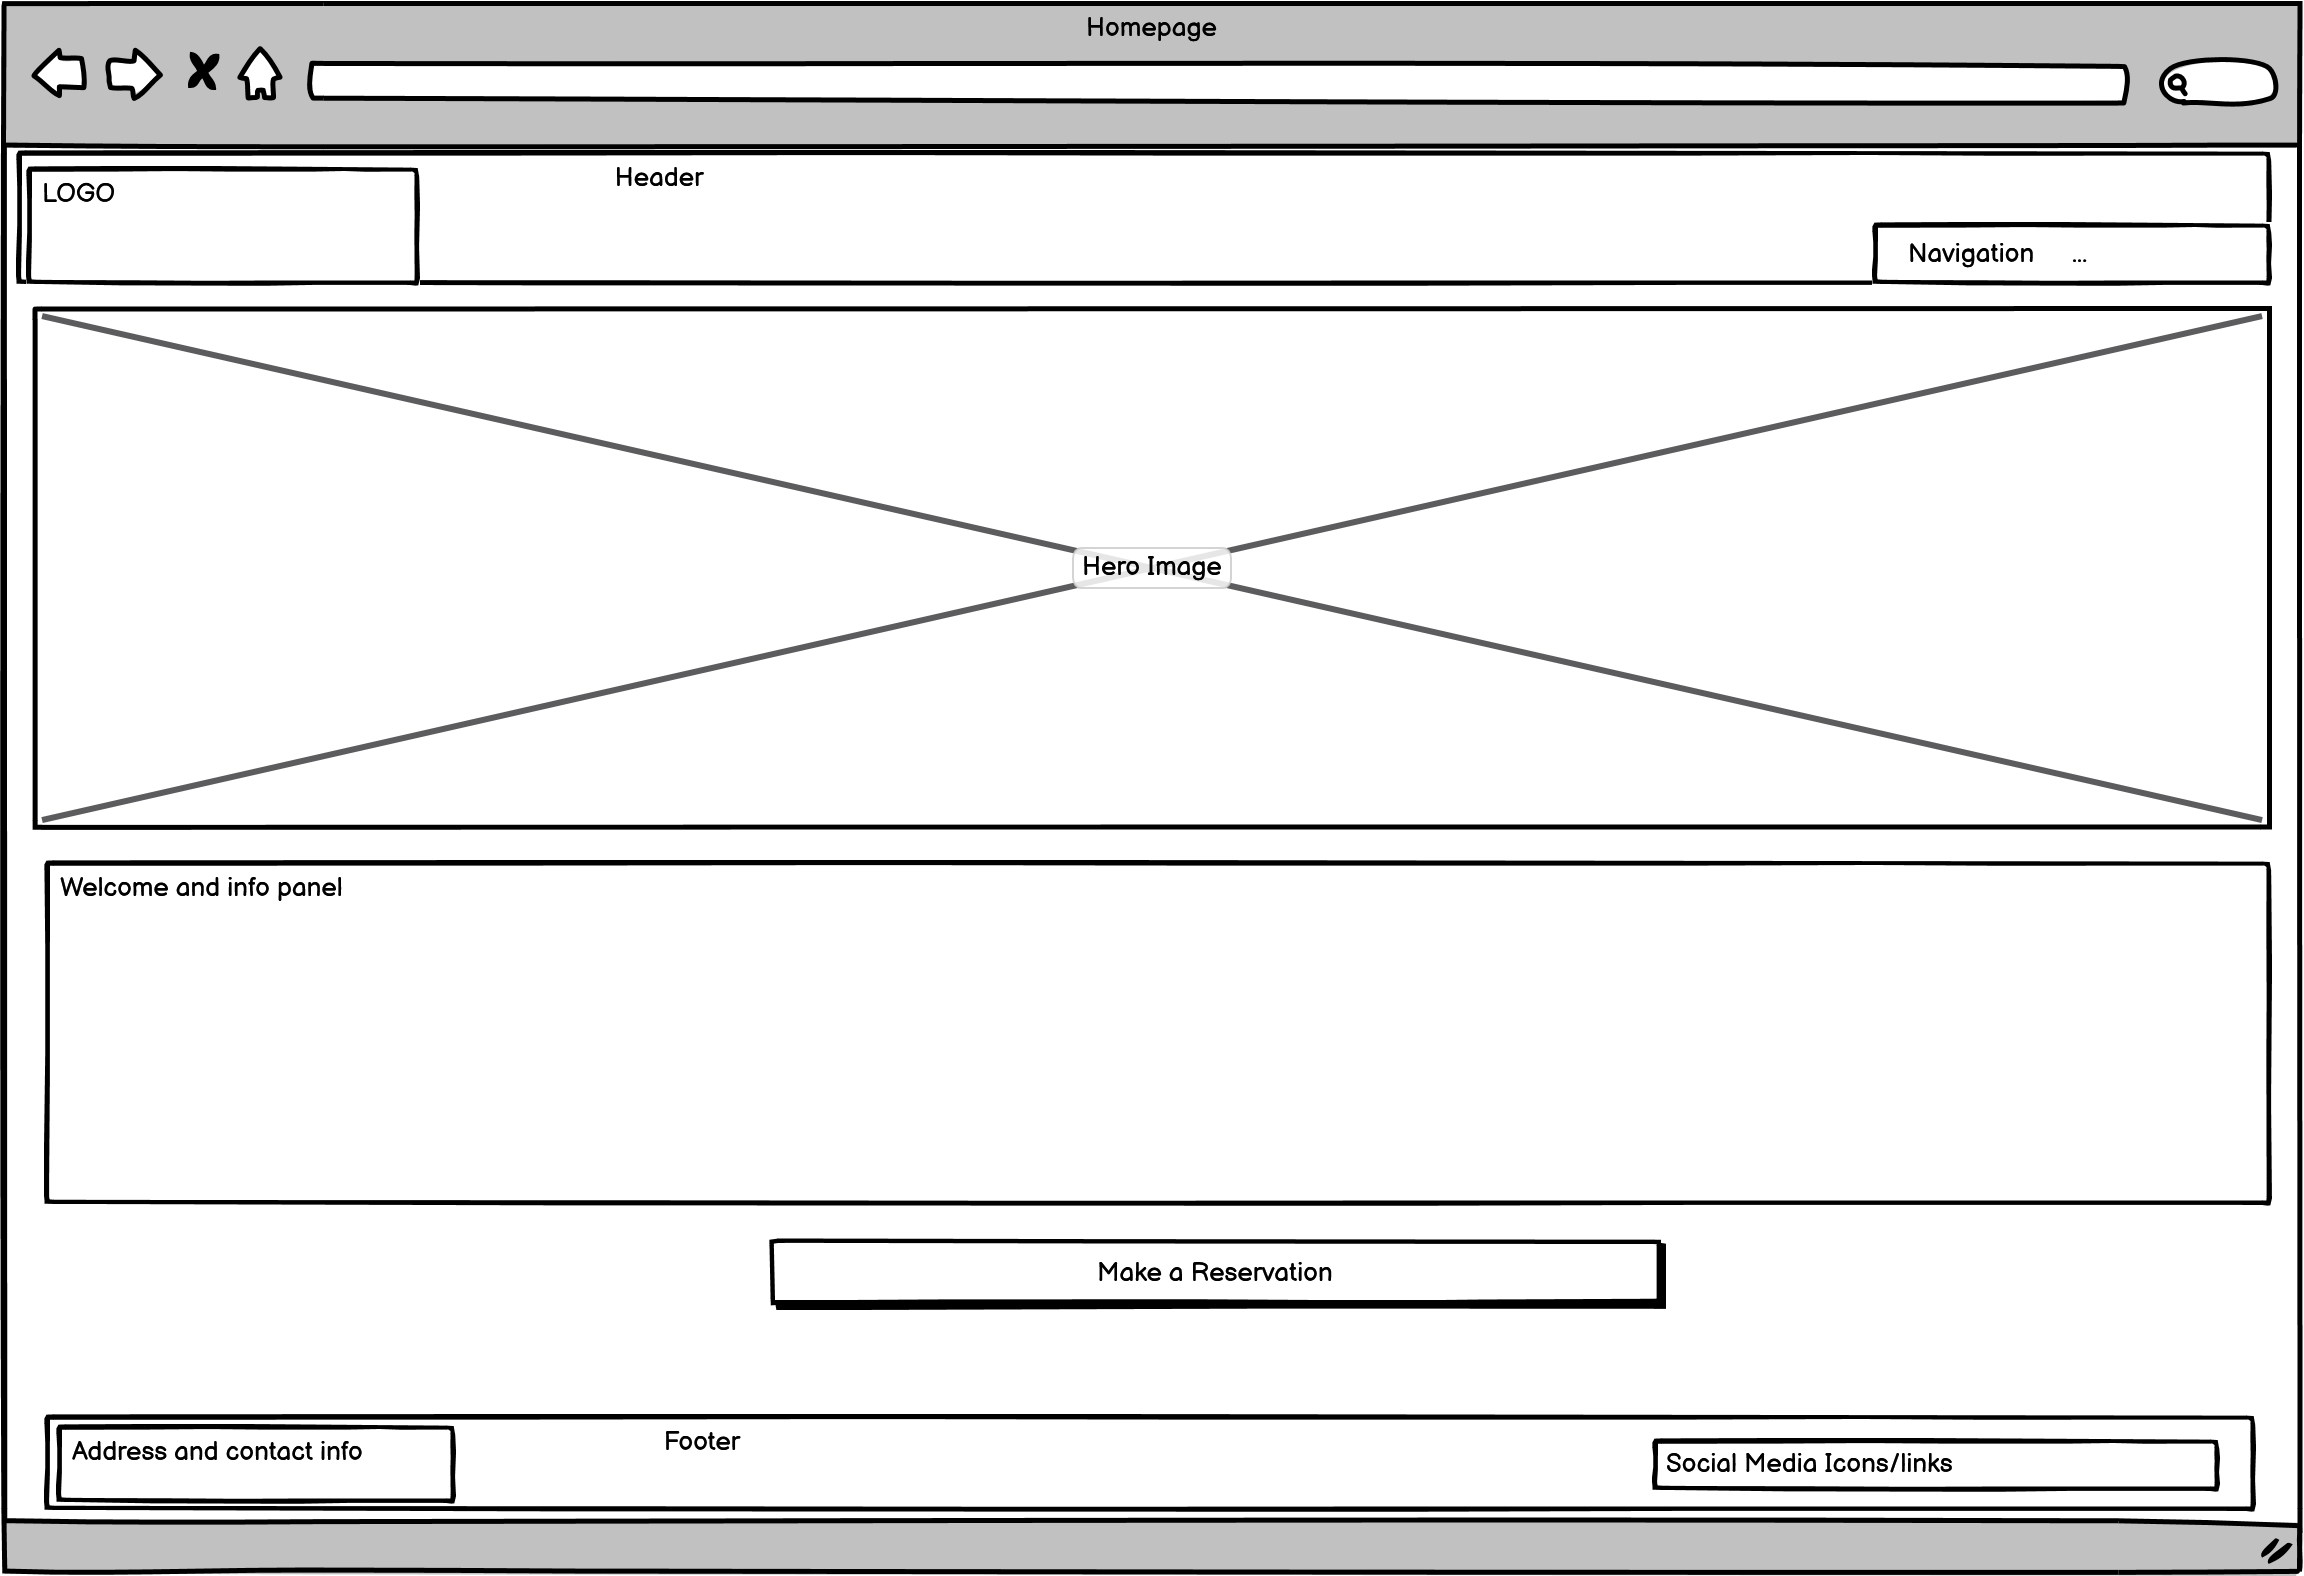 Homepage
LOGO
Header
Navigation ...
Hero Image
Welcome and info panel
Make a Reservation
Address and contact info
Footer
Social Media Icons/links